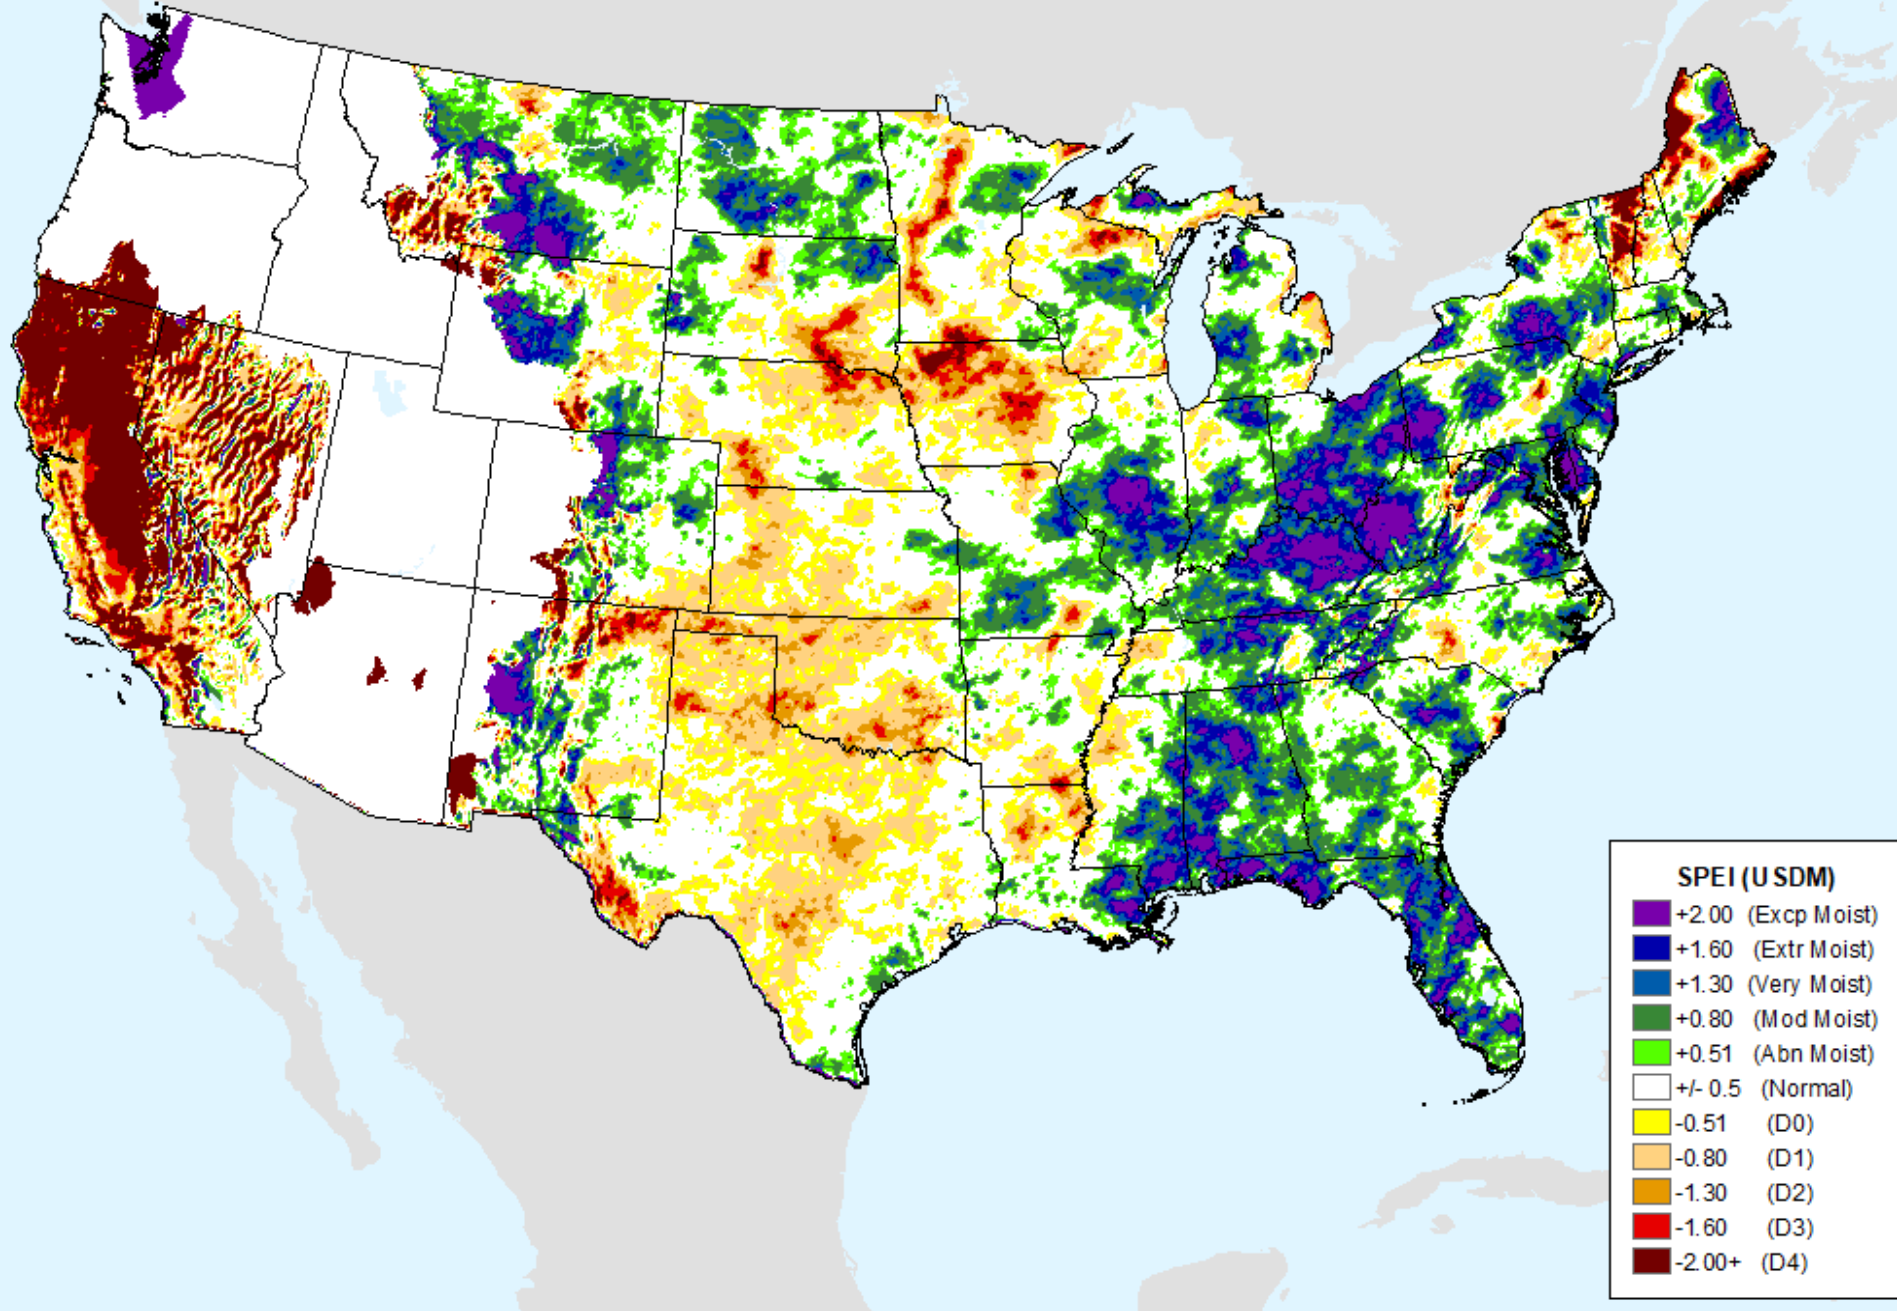 SPEI (USDM)
+2.00 (Excp Moist)
+1.60 (Extr Moist)
+1.30 (Very Moist)
+0.80 (Mod Moist)
+0.51 (Abn Moist)
+/- 0.5 (Normal)
-0.51 (D0)
-0.80 (D1)
-1.30 (D2)
-1.60 (D3)
-2.00+ (D4)